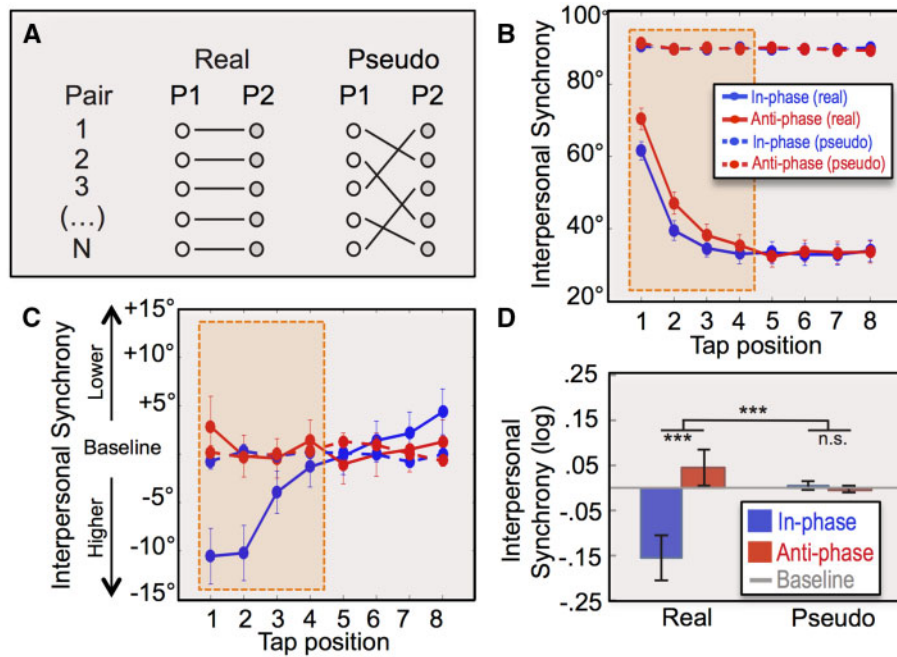 A
Real
Pseudo
Pair
P1
P2
P1
P2
1
2
3
(...)
N
B
Interpersonal Synchrony
100°
80°
60°
40°
20°
In-phase (real)
Anti-phase (real)
In-phase (pseudo)
Anti-phase (pseudo)
1 2 3 4 5 6 7 8
Tap position
C
Interpersonal Synchrony
Lower
Baseline
Higher
+15°
+10°
+5°
-5°
-10°
-15°
1 2 3 4 5 6 7 8
Tap position
D
Interpersonal
Synchrony (log)
.25
.15
.05
-.05
-.15
-.25
***
***
n.s.
In-phase
Anti-phase
Baseline
Real
Pseudo